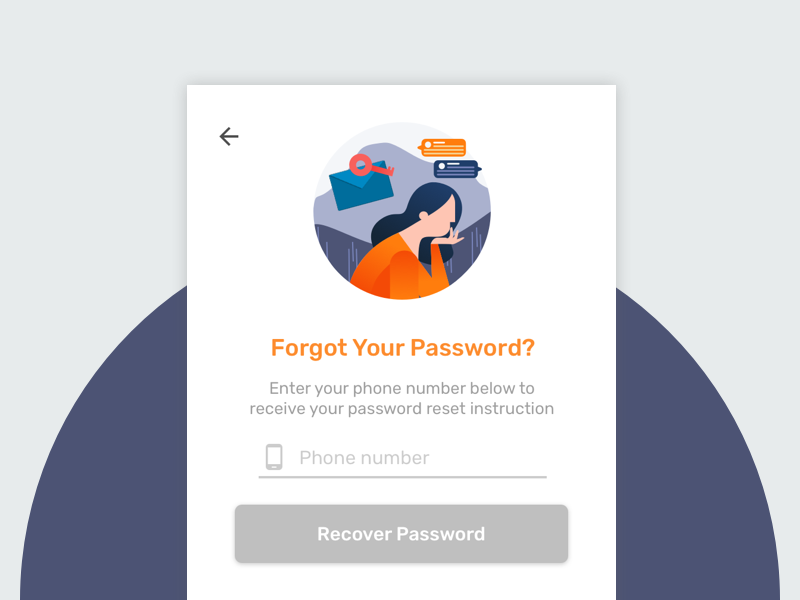 Forgot Your Password?
Enter your phone number below to
receive your password reset instruction
Phone number
Recover Password